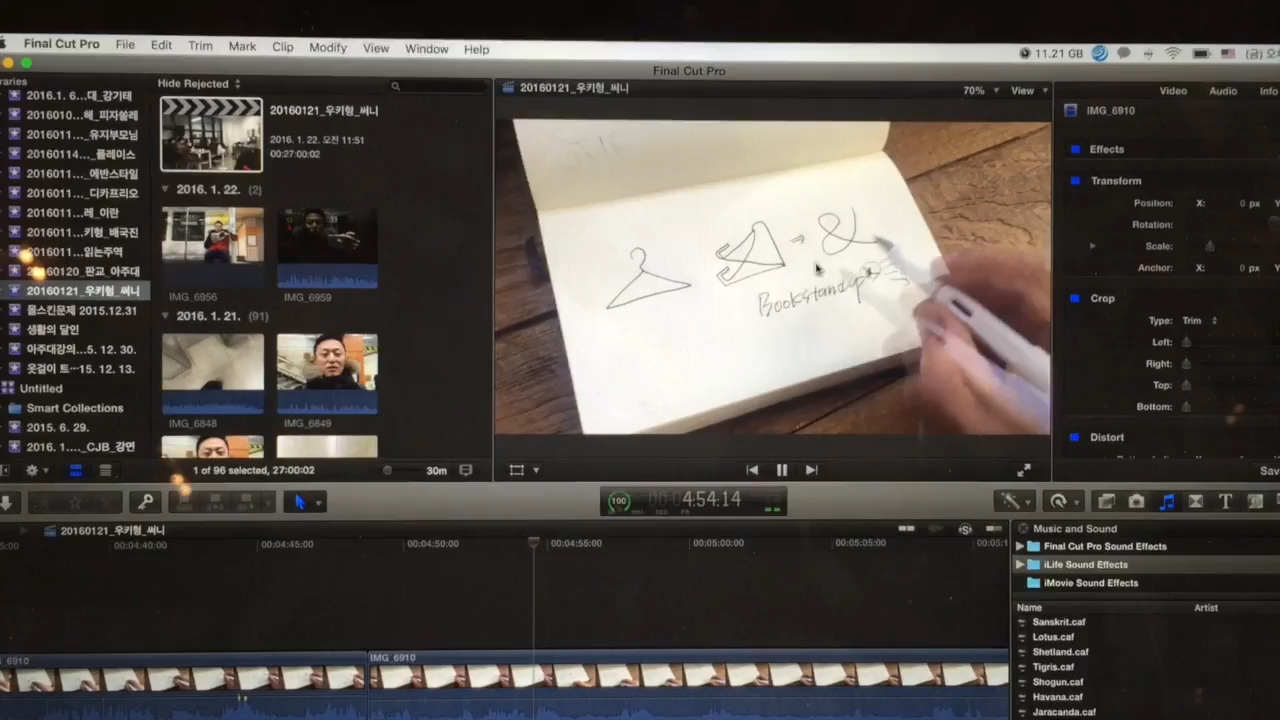 Final Cut Pro File Edit Trim Mark Clip Modify View Window Help
11.21 GB
Final Cut Pro
raries
Hide Rejected
20160121_우키형_써니
70% View
Video Audio Info
2016.1. 6...대_강기태
2016010...해_피자쏠레
2016011..._유지부모님
20160114..._플레이스
2016011..._에반스타일
2016011..._디카프리오
2016011...레_이란
2016011...키형_배국진
2016011...읽는주역
20160120_판교_아주대
20160121_우키형_써니
몰스킨문제 2015.12.31
생활의 달인
아주대강의...5. 12. 30.
옷걸이 트...15. 12. 13.
Untitled
Smart Collections
2015. 6. 29.
2016. 1...._CJB_강연
20160121_우키형_써니
2016. 1. 22. 오전 11:51
00:27:00:02
2016. 1. 22. (2)
IMG_6956
IMG_6959
2016. 1. 21. (91)
IMG_6848
IMG_6849
1 of 96 selected, 27:00:02
30m
&
Bookstandup
IMG_6910
Effects
Transform
Position: X: 0 px Y
Rotation:
Scale:
Anchor: X: 0 px Y
Crop
Type: Trim
Left:
Right:
Top:
Bottom:
Distort
Sav
100
4:54:14
20160121_우키형_써니
5:00 00:04:40:00 00:04:45:00 00:04:50:00 00:04:55:00 00:05:00:00 00:05:05:00 00:05:1
6910
IMG_6910
Music and Sound
Final Cut Pro Sound Effects
iLife Sound Effects
iMovie Sound Effects
Name Artist
Sanskrit.caf
Lotus.caf
Shetland.caf
Tigris.caf
Shogun.caf
Havana.caf
Jaracanda.caf